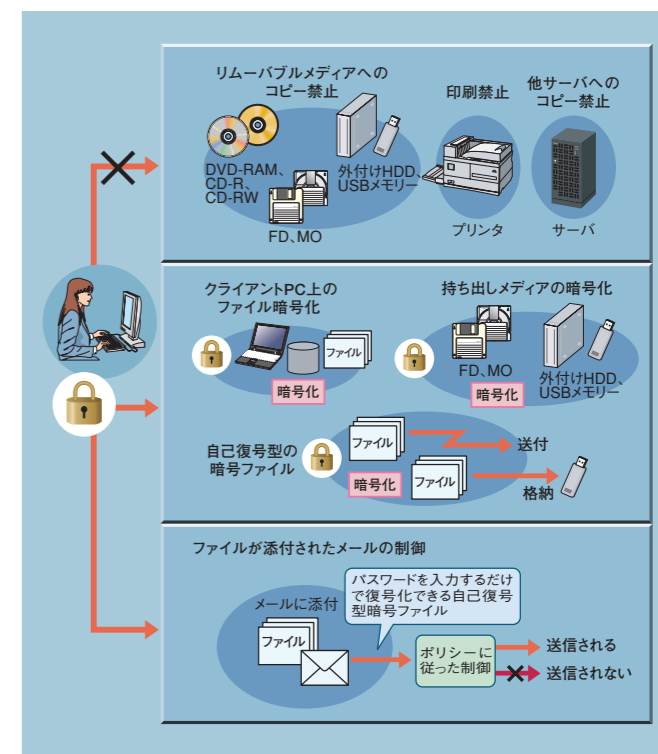 リムーバブルメディアへの
コピー禁止
印刷禁止
他サーバへの
コピー禁止
DVD-RAM、
CD-R、
CD-RW
外付けHDD、
USBメモリー
FD、MO
プリンタ
サーバ
クライアントPC上の
ファイル暗号化
ファイル
暗号化
持ち出しメディアの暗号化
FD、MO
外付けHDD、
USBメモリー
暗号化
自己復号型の
暗号ファイル
ファイル
送付
暗号化
ファイル
格納
ファイルが添付されたメールの制御
メールに添付
ファイル
パスワードを入力するだけ
で復号化できる自己復号
型暗号ファイル
ポリシーに
従った制御
送信される
送信されない